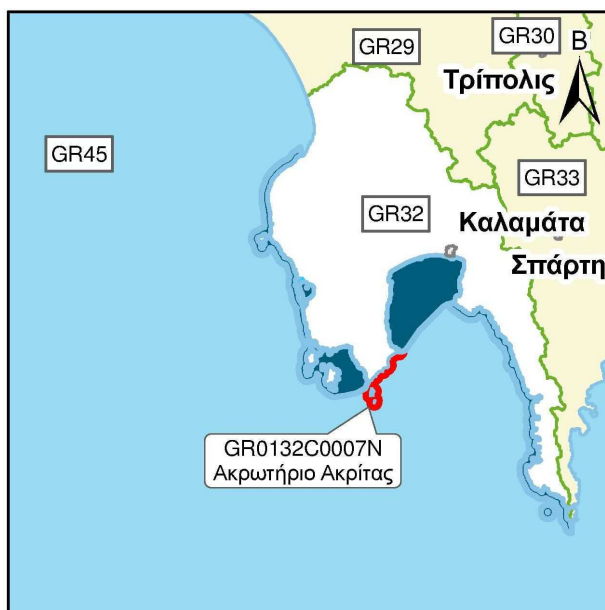 GR30
GR29
Β
Τρίπολις
GR45
GR33
GR32
Καλαμάτα
Σπάρτη
GR0132C0007N
Ακρωτήριο Ακρίτας